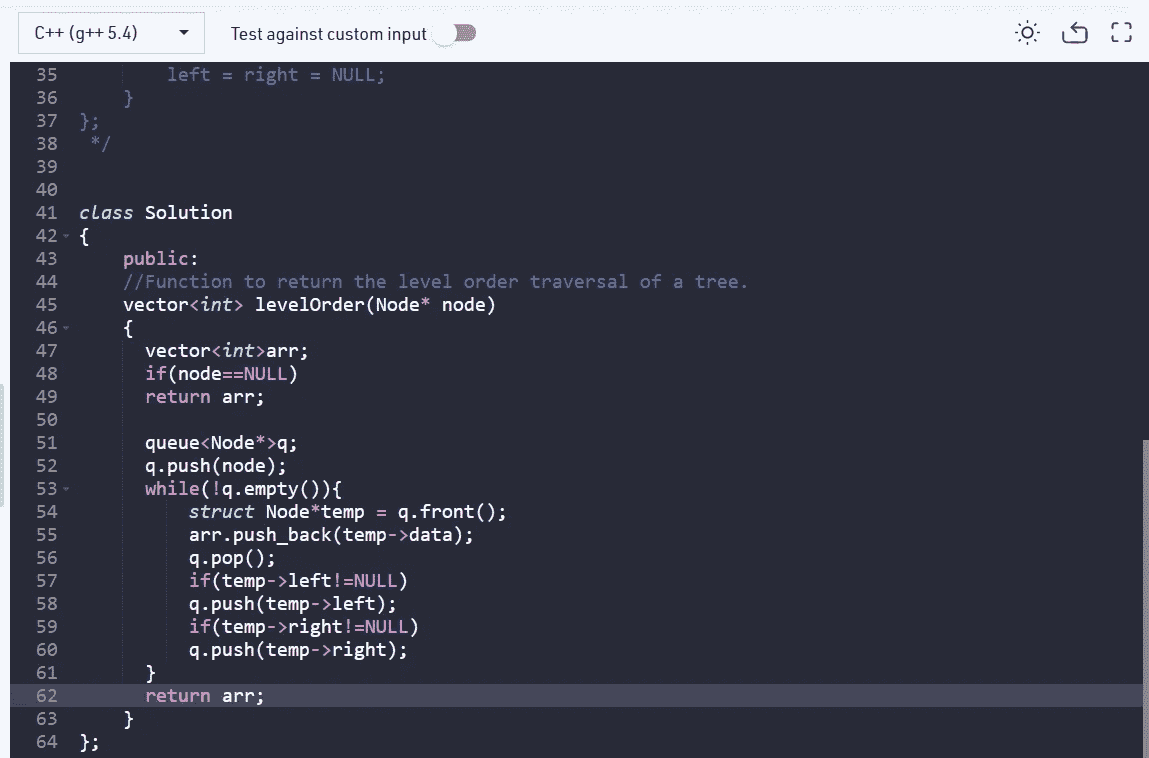 C++ (g++ 5.4) Test against custom input
35 left = right = NULL;
36 }
37 };
38 */
39
40
41 class Solution
42 {
43 public:
44 //Function to return the level order traversal of a tree.
45 vector<int> levelOrder(Node* node)
46 {
47 vector<int>arr;
48 if(node==NULL)
49 return arr;
50
51 queue<Node*>q;
52 q.push(node);
53 while(!q.empty()){
54 struct Node*temp = q.front();
55 arr.push_back(temp->data);
56 q.pop();
57 if(temp->left!=NULL)
58 q.push(temp->left);
59 if(temp->right!=NULL)
60 q.push(temp->right);
61 }
62 return arr;
63 }
64 };